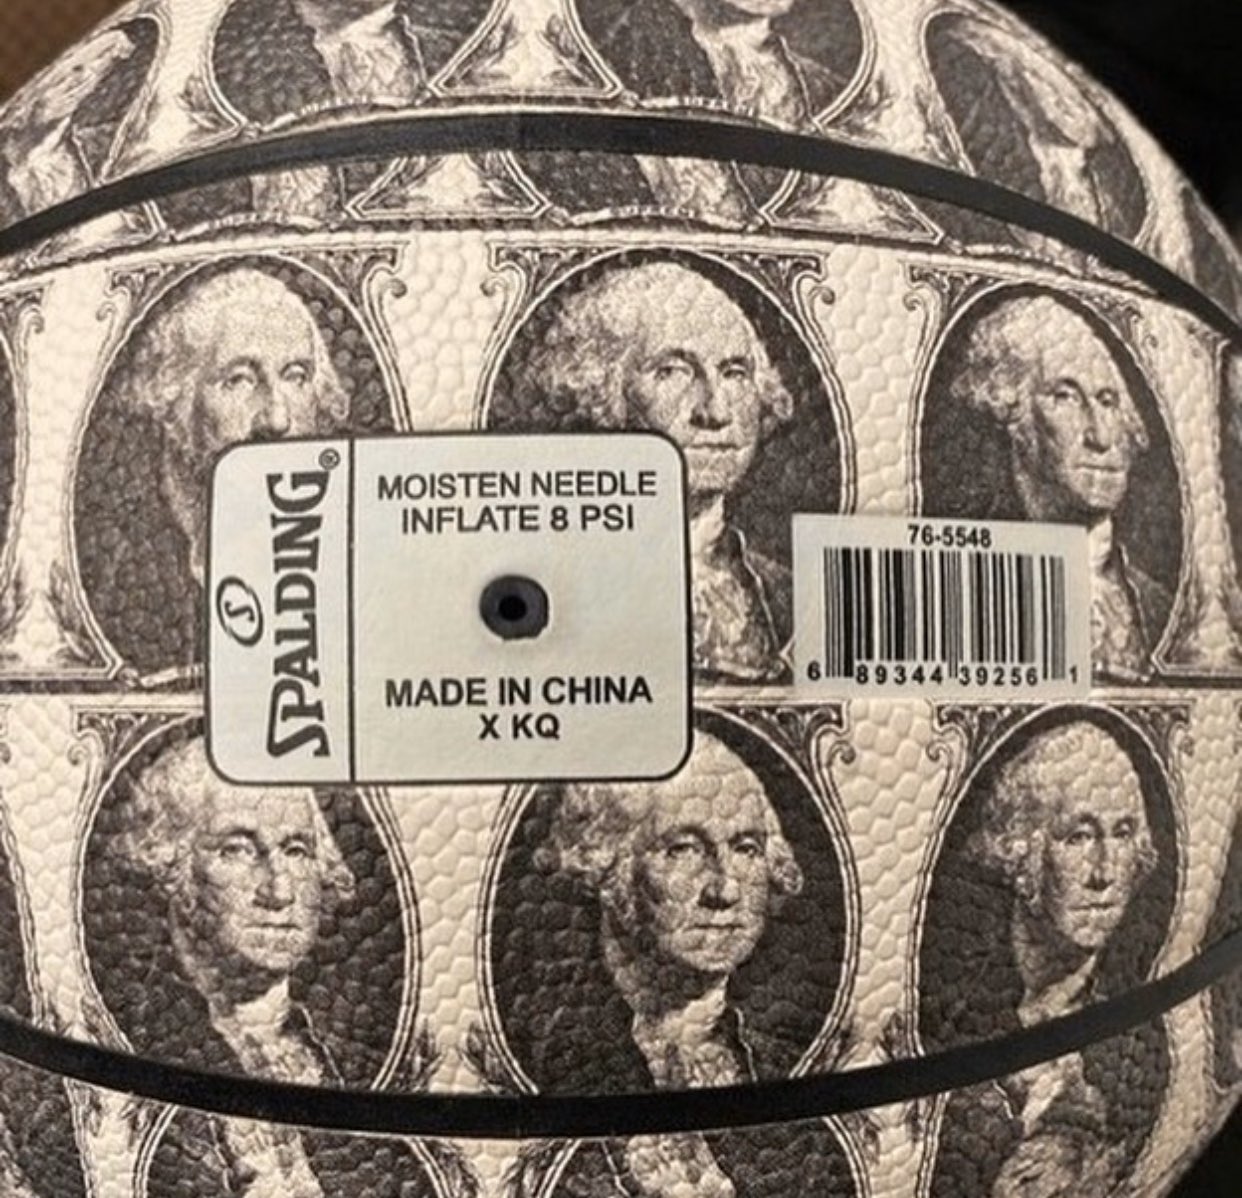 SPALDING®
MOISTEN NEEDLE
INFLATE 8 PSI
MADE IN CHINA
X KQ
76-5548
6 89344 39256 1